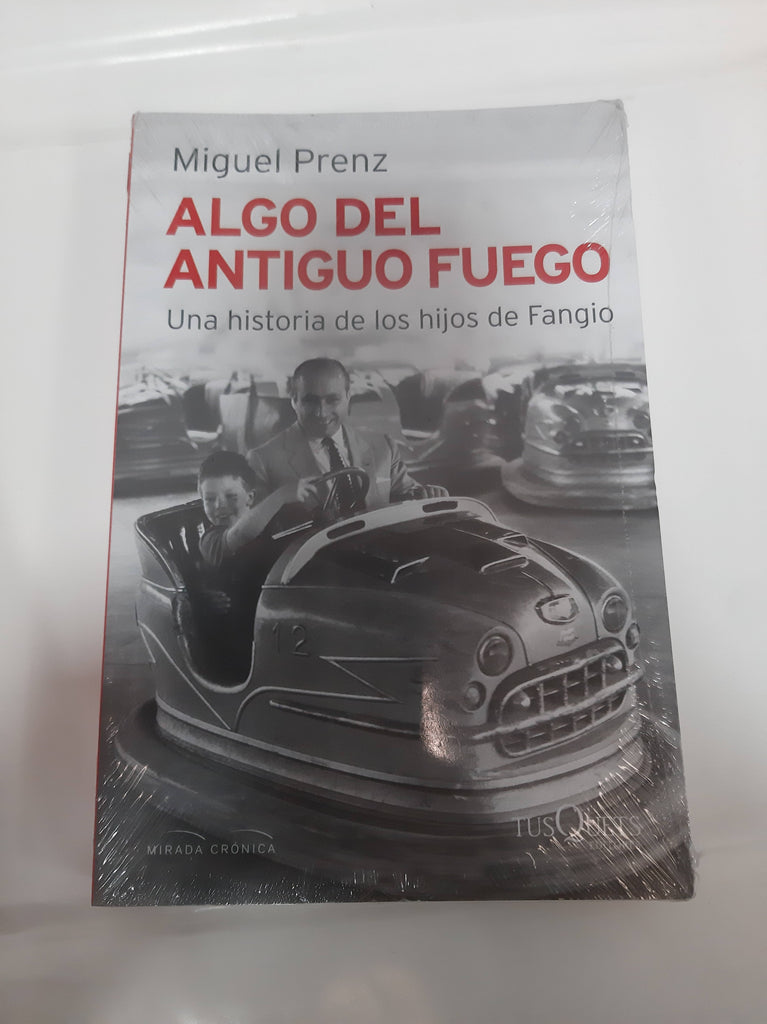 Miguel Prenz
ALGO DEL
ANTIGUO FUEGO
Una historia de los hijos de Fangio
12
MIRADA CRÓNICA
TUSQUETS